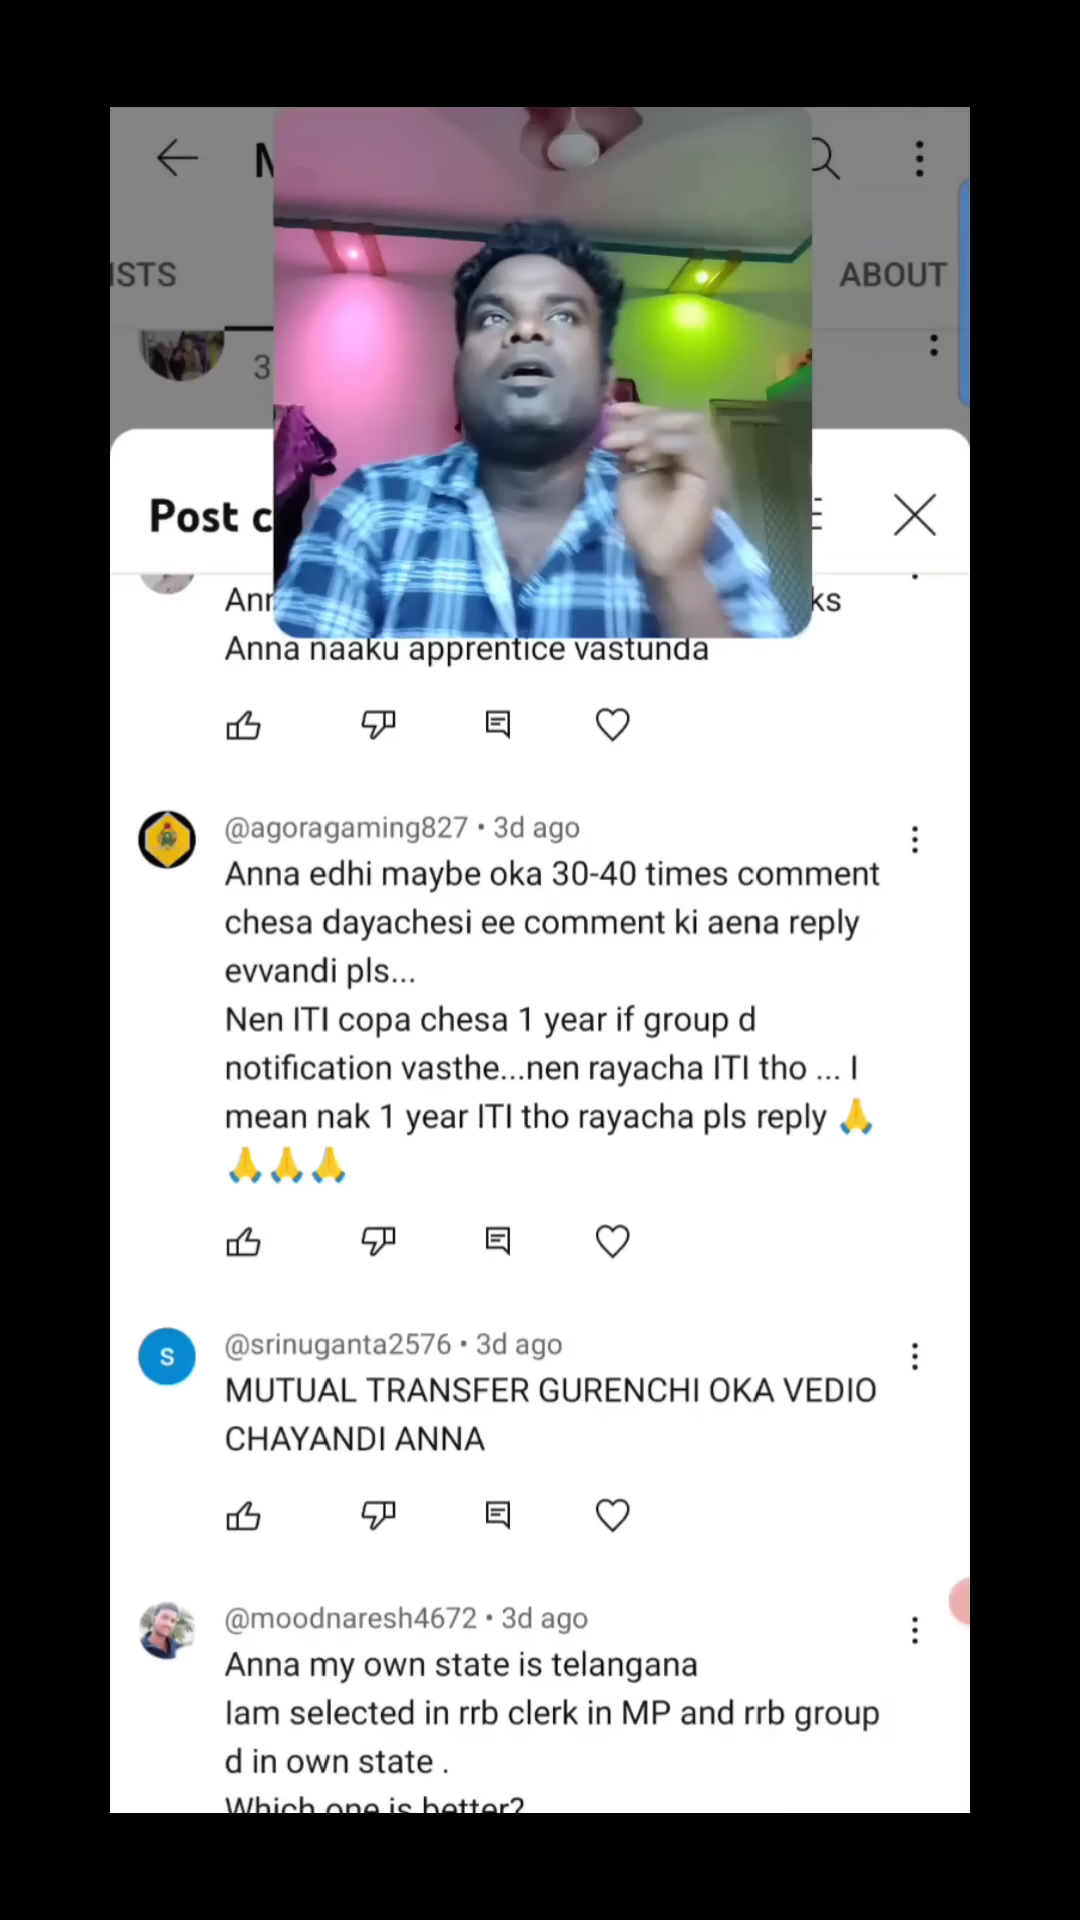 ISTS
ABOUT
3
Post
ks
Anna naaku apprentice vastunda
@agoragaming827 • 3d ago
Anna edhi maybe oka 30-40 times comment
chesa dayachesi ee comment ki aena reply
evvandi pls...
Nen ITI copa chesa 1 year if group d
notification vasthe...nen rayacha ITI tho ... I
mean nak 1 year ITI tho rayacha pls reply 🙏
🙏🙏🙏
S
@srinuganta2576 • 3d ago
MUTUAL TRANSFER GURENCHI OKA VEDIO
CHAYANDI ANNA
@moodnaresh4672 • 3d ago
Anna my own state is telangana
Iam selected in rrb clerk in MP and rrb group
d in own state .
Which one is better?